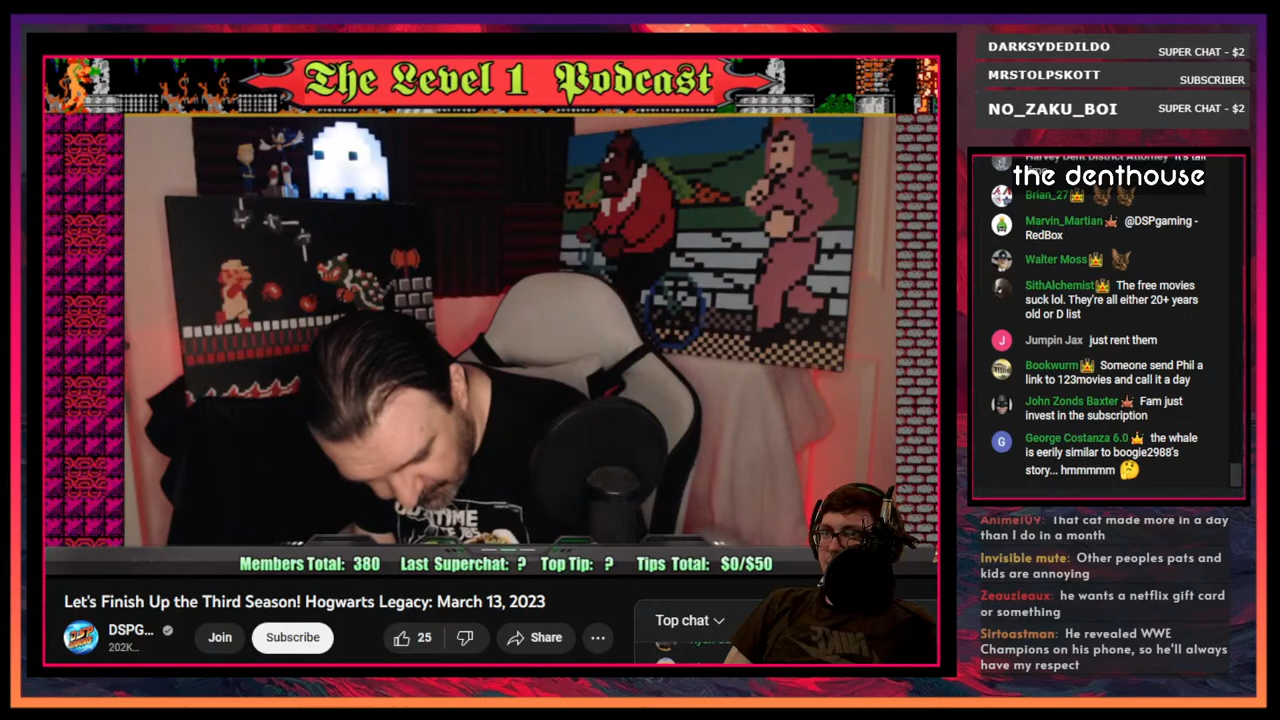 The Level 1 Podcast
Members Total: 380 Last Superchat: ? Top Tip: ? Tips Total: $0/$50
Let's Finish Up the Third Season! Hogwarts Legacy: March 13, 2023
DSPG...
202K...
Join
Subscribe
25
Share
Top chat
DARKSYDEDILDO SUPER CHAT - $2
MRSTOLPSKOTT SUBSCRIBER
NO_ZAKU_BOI SUPER CHAT - $2
Harvey Dent District Attorney
the denthouse
Brian_27
Marvin_Martian @DSPgaming -
RedBox
Walter Moss
SithAlchemist The free movies
suck lol. They're all either 20+ years
old or D list
Jumpin Jax just rent them
Bookwurm Someone send Phil a
link to 123movies and call it a day
John Zonds Baxter Fam just
invest in the subscription
George Costanza 6.0 the whale
is eerily similar to boogie2988's
story... hmmmmm
Anime109: That cat made more in a day
than I do in a month
Invisible mute: Other peoples pats and
kids are annoying
Zeauzieaux: he wants a netflix gift card
or something
Sirtoastman: He revealed WWE
Champions on his phone, so he'll always
have my respect